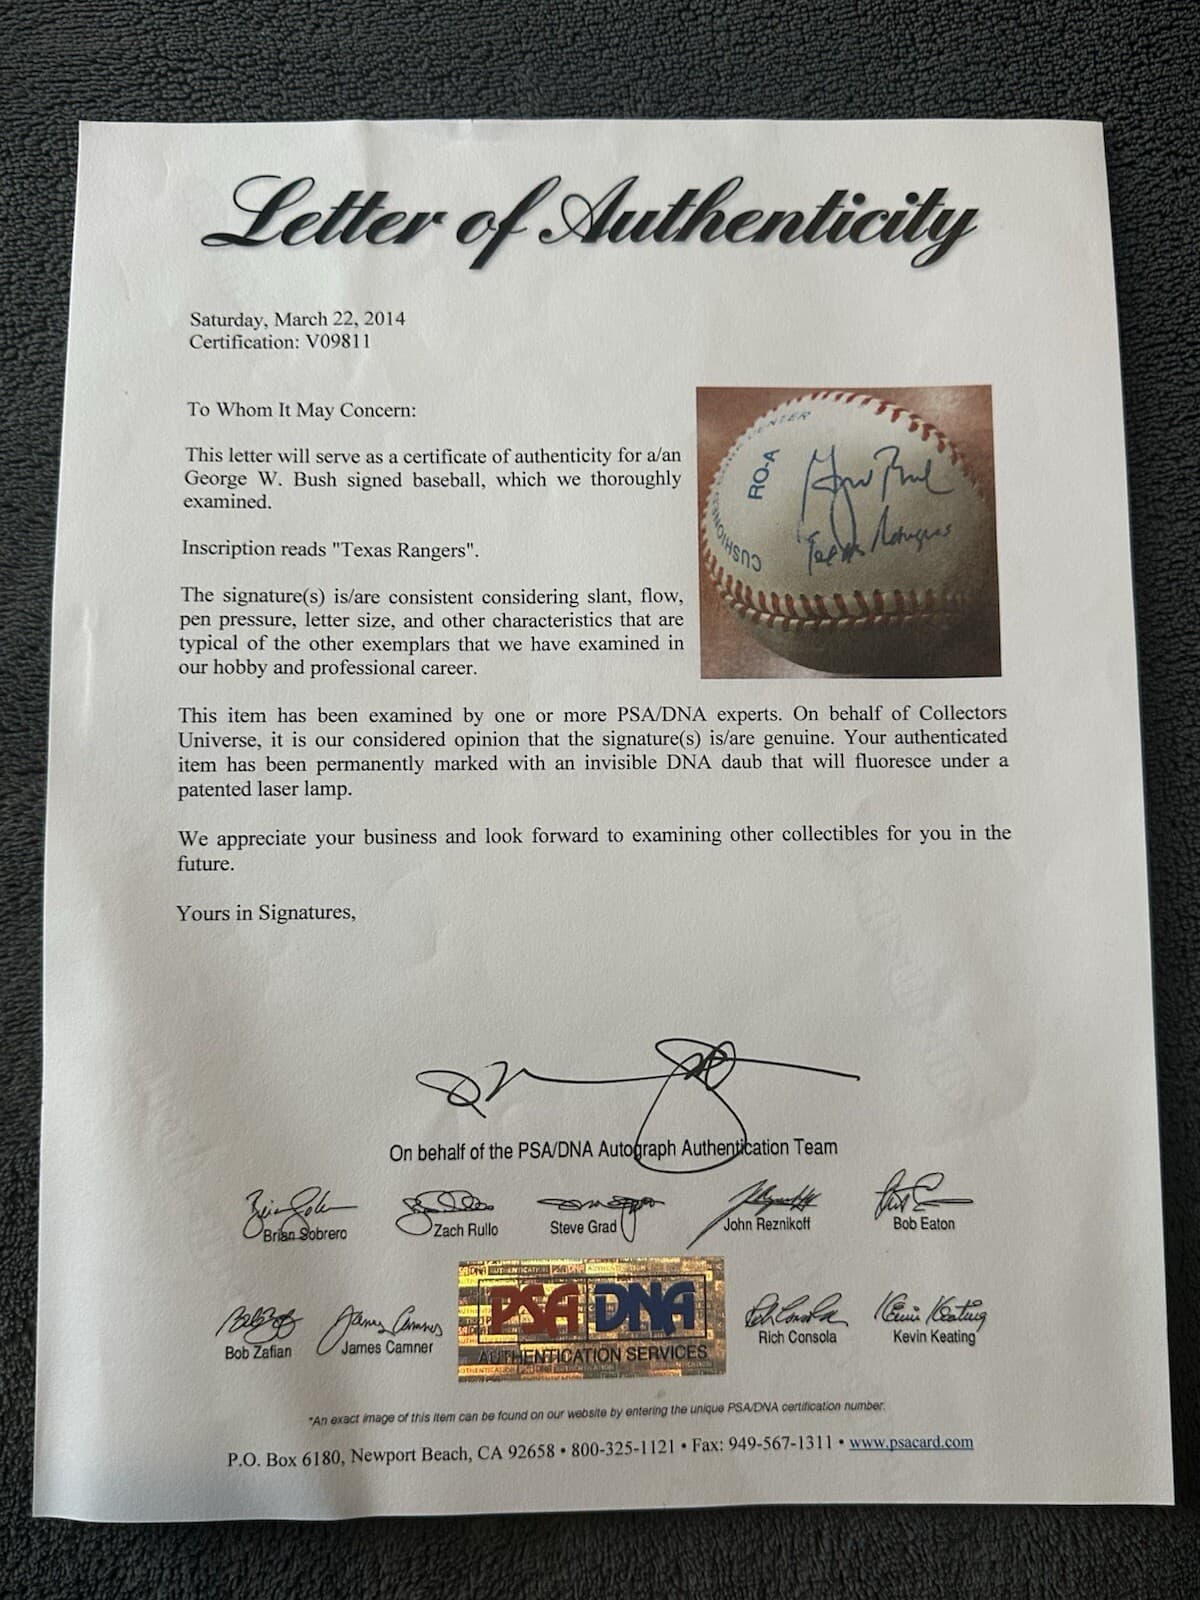 Letter of Authenticity
Saturday, March 22, 2014
Certification: V09811
To Whom It May Concern:
This letter will serve as a certificate of authenticity for a/an
George W. Bush signed baseball, which we thoroughly
examined.
Inscription reads "Texas Rangers".
The signature(s) is/are consistent considering slant, flow,
pen pressure, letter size, and other characteristics that are
typical of the other exemplars that we have examined in
our hobby and professional career.
CENTER
RO-A
CUSHIONED
Texas Rangers
This item has been examined by one or more PSA/DNA experts. On behalf of Collectors
Universe, it is our considered opinion that the signature(s) is/are genuine. Your authenticated
item has been permanently marked with an invisible DNA daub that will fluoresce under a
patented laser lamp.
We appreciate your business and look forward to examining other collectibles for you in the
future.
Yours in Signatures,
On behalf of the PSA/DNA Autograph Authentication Team
Brian Sobrero Zach Rullo Steve Grad John Reznikoff Bob Eaton
PSA DNA
AUTHENTICATION SERVICES
Bob Zafian James Camner Rich Consola Kevin Keating
*An exact image of this item can be found on our website by entering the unique PSA/DNA certification number.
P.O. Box 6180, Newport Beach, CA 92658 • 800-325-1121 • Fax: 949-567-1311 • www.psacard.com